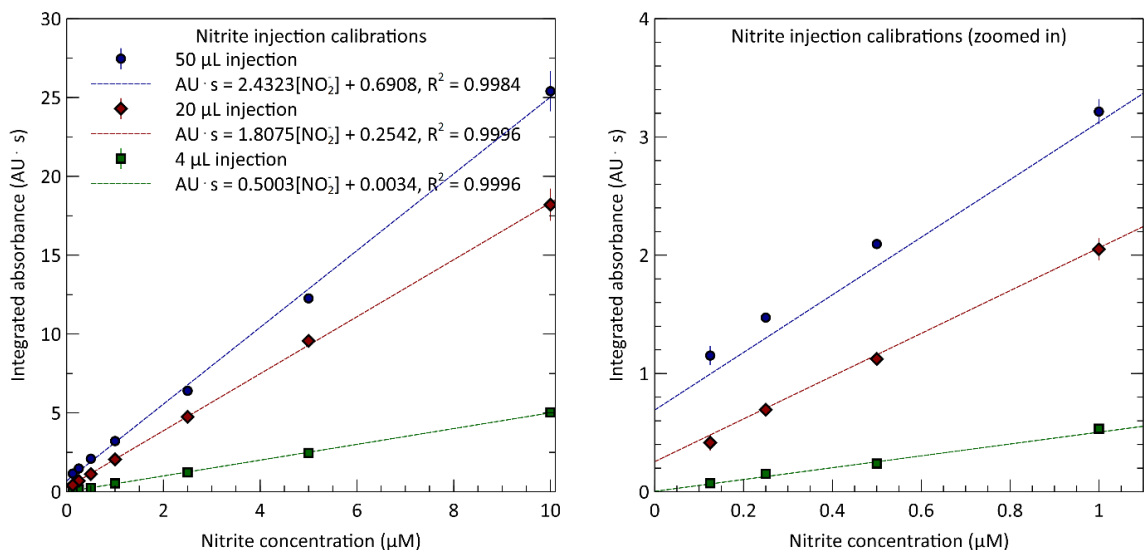 Nitrite injection calibrations
50 µL injection
AU · s = 2.4323[NO₂⁻] + 0.6908, R² = 0.9984
20 µL injection
AU · s = 1.8075[NO₂⁻] + 0.2542, R² = 0.9996
4 µL injection
AU · s = 0.5003[NO₂⁻] + 0.0034, R² = 0.9996
Integrated absorbance (AU · s)
30
25
20
15
10
5
0
0 2 4 6 8 10
Nitrite concentration (µM)
Nitrite injection calibrations (zoomed in)
Integrated absorbance (AU · s)
4
3
2
1
0
0 0.2 0.4 0.6 0.8 1
Nitrite concentration (µM)